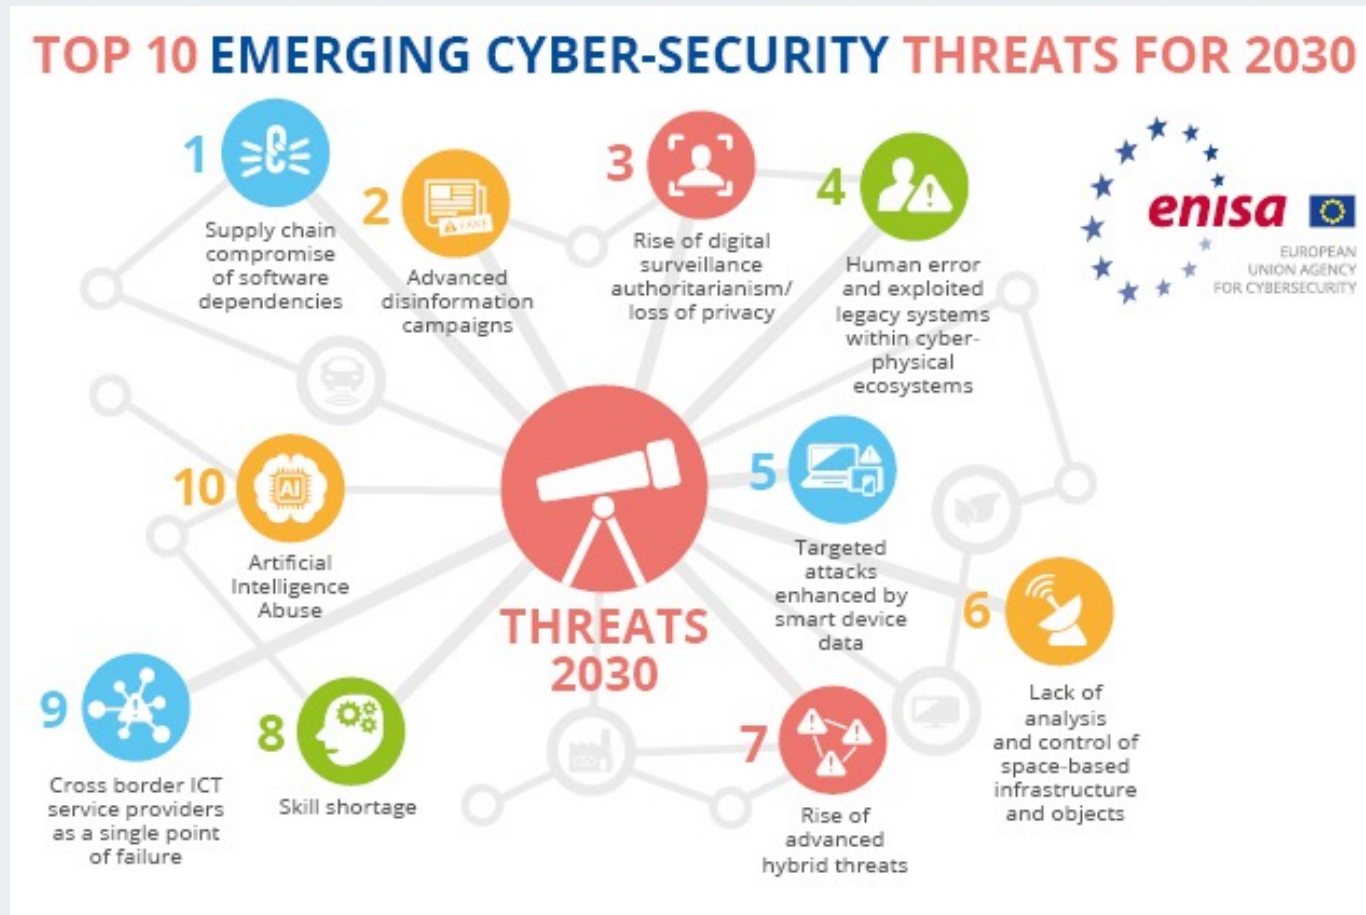 TOP 10 EMERGING CYBER-SECURITY THREATS FOR 2030
1
Supply chain
compromise
of software
dependencies
2
FAKE
Advanced
disinformation
campaigns
3
Rise of digital
surveillance
authoritarianism/
loss of privacy
4
Human error
and exploited
legacy systems
within cyber-
physical
ecosystems
enisa
EUROPEAN
UNION AGENCY
FOR CYBERSECURITY
5
Targeted
attacks
enhanced by
smart device
data
6
Lack of
analysis
and control of
space-based
infrastructure
and objects
7
Rise of
advanced
hybrid threats
8
Skill shortage
9
Cross border ICT
service providers
as a single point
of failure
10
AI
Artificial
Intelligence
Abuse
THREATS
2030